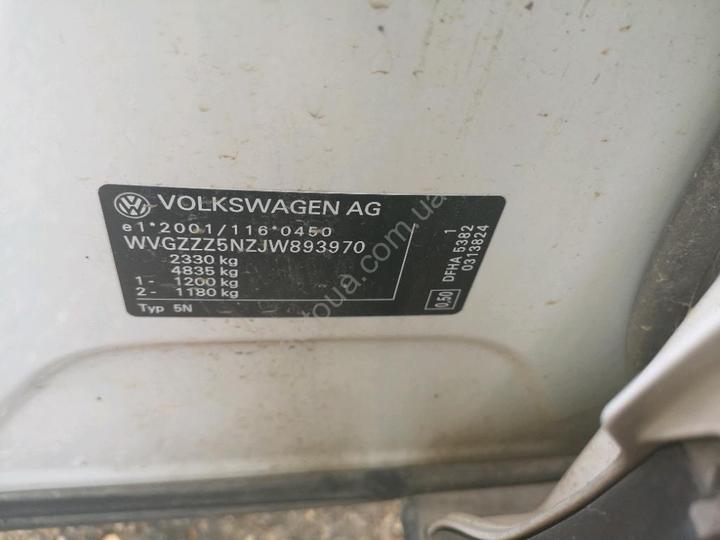 VOLKSWAGEN AG
e1*2001/116*0450
WVGZZZ5NZJW893970
2330 kg
4835 kg
1- 1200 kg
2- 1180 kg
Typ 5N
DFHA 5382 1
0313824
0,50